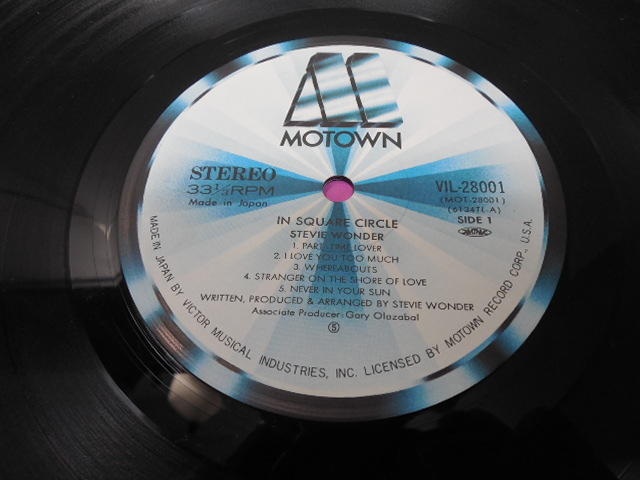 MOTOWN
STEREO
33⅓RPM
Made in Japan
VIL-28001
(MOT-28001)
(6134TL-A)
SIDE 1
IN SQUARE CIRCLE
STEVIE WONDER
1. PART-TIME LOVER
2. I LOVE YOU TOO MUCH
3. WHEREABOUTS
4. STRANGER ON THE SHORE OF LOVE
5. NEVER IN YOUR SUN
WRITTEN, PRODUCED & ARRANGED BY STEVIE WONDER
Associate Producer: Gary Olazabal
⑤
MADE IN JAPAN BY VICTOR MUSICAL INDUSTRIES, INC. LICENSED BY MOTOWN RECORD CORP., U.S.A.